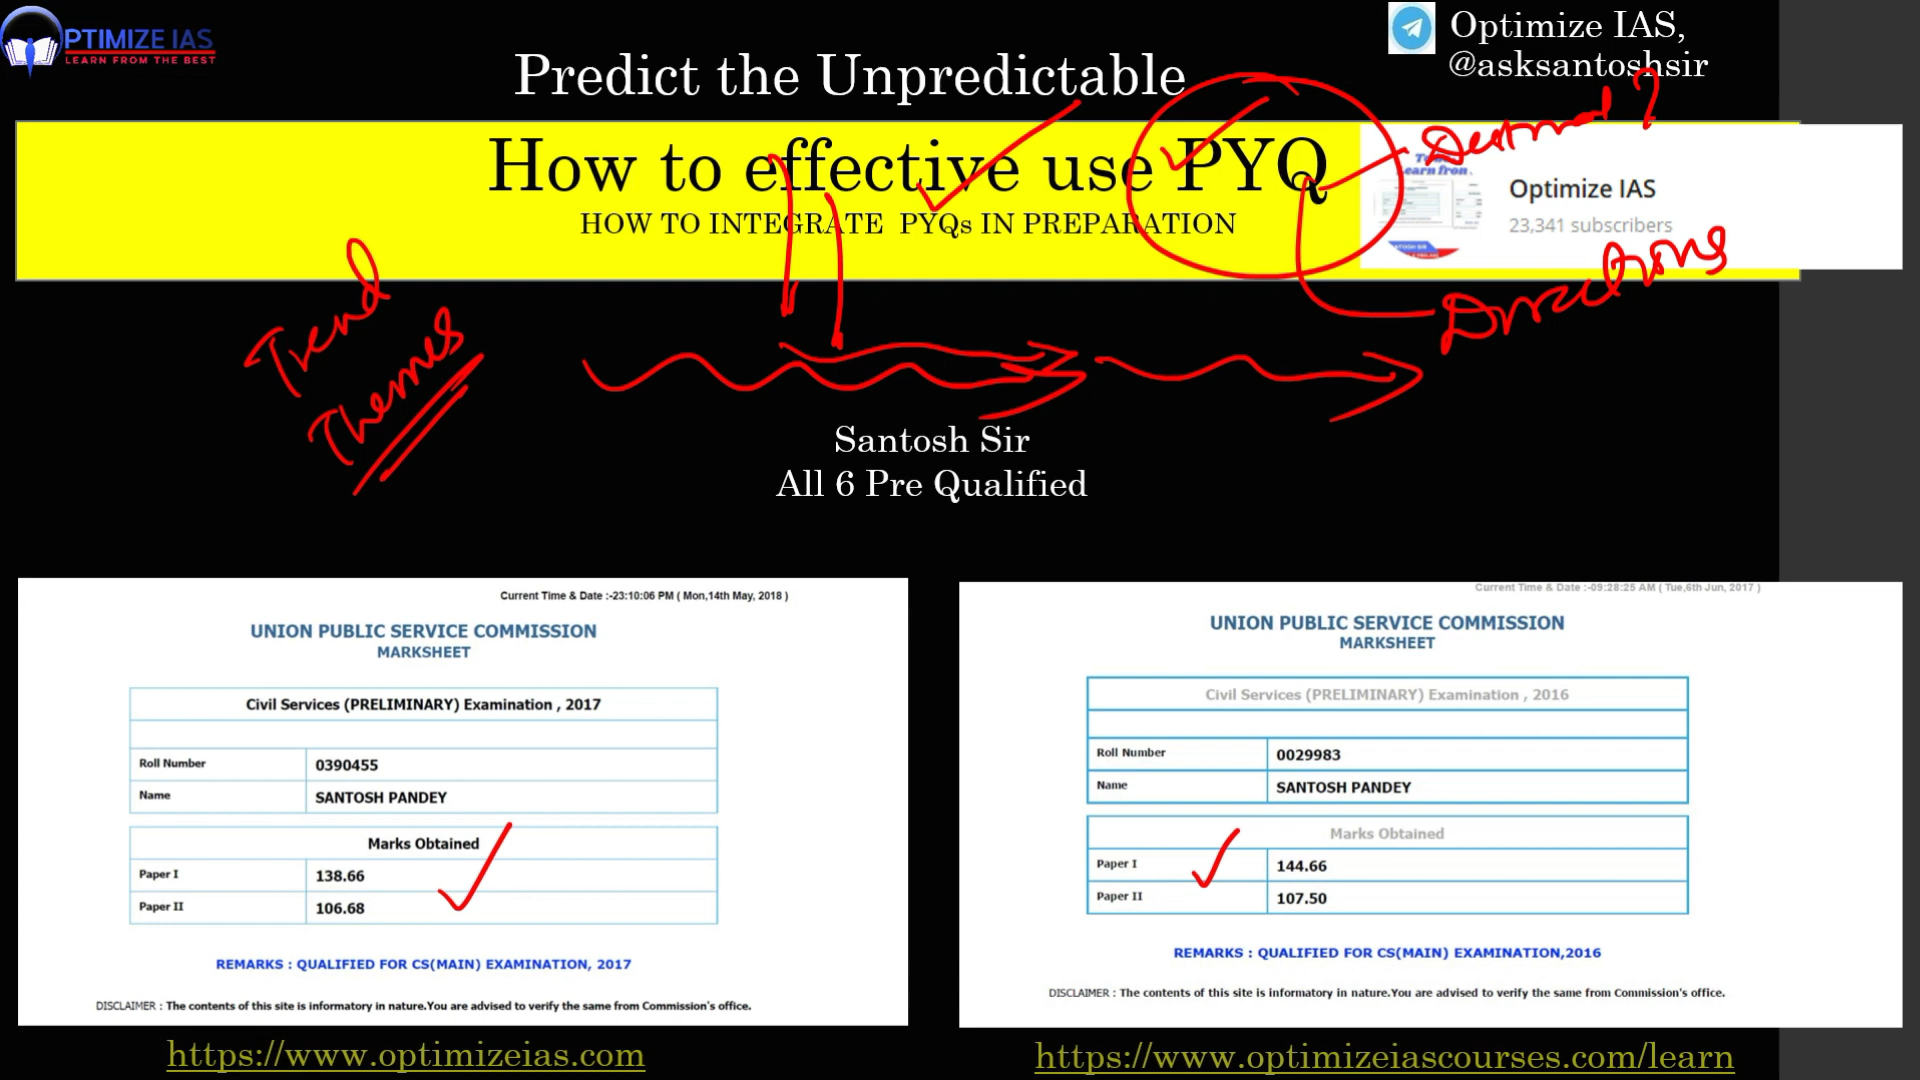 OPTIMIZE IAS
LEARN FROM THE BEST
Optimize IAS,
@asksantoshsir
Predict the Unpredictable
How to effective use PYQ
HOW TO INTEGRATE PYQs IN PREPARATION
Optimize IAS
23,341 subscribers
Directions
Trend
Themes
Santosh Sir
All 6 Pre Qualified
Current Time & Date :-23:10:06 PM ( Mon,14th May, 2018 )
UNION PUBLIC SERVICE COMMISSION
MARKSHEET
Civil Services (PRELIMINARY) Examination , 2017
Roll Number 0390455
Name SANTOSH PANDEY
Marks Obtained
Paper I 138.66
Paper II 106.68
REMARKS : QUALIFIED FOR CS(MAIN) EXAMINATION, 2017
DISCLAIMER : The contents of this site is informatory in nature.You are advised to verify the same from Commission's office.
https://www.optimizeias.com
Current Time & Date :-09:28:25 AM ( Tue,6th Jun, 2017 )
UNION PUBLIC SERVICE COMMISSION
MARKSHEET
Civil Services (PRELIMINARY) Examination , 2016
Roll Number 0029983
Name SANTOSH PANDEY
Marks Obtained
Paper I 144.66
Paper II 107.50
REMARKS : QUALIFIED FOR CS(MAIN) EXAMINATION,2016
DISCLAIMER : The contents of this site is informatory in nature.You are advised to verify the same from Commission's office.
https://www.optimizeiascourses.com/learn